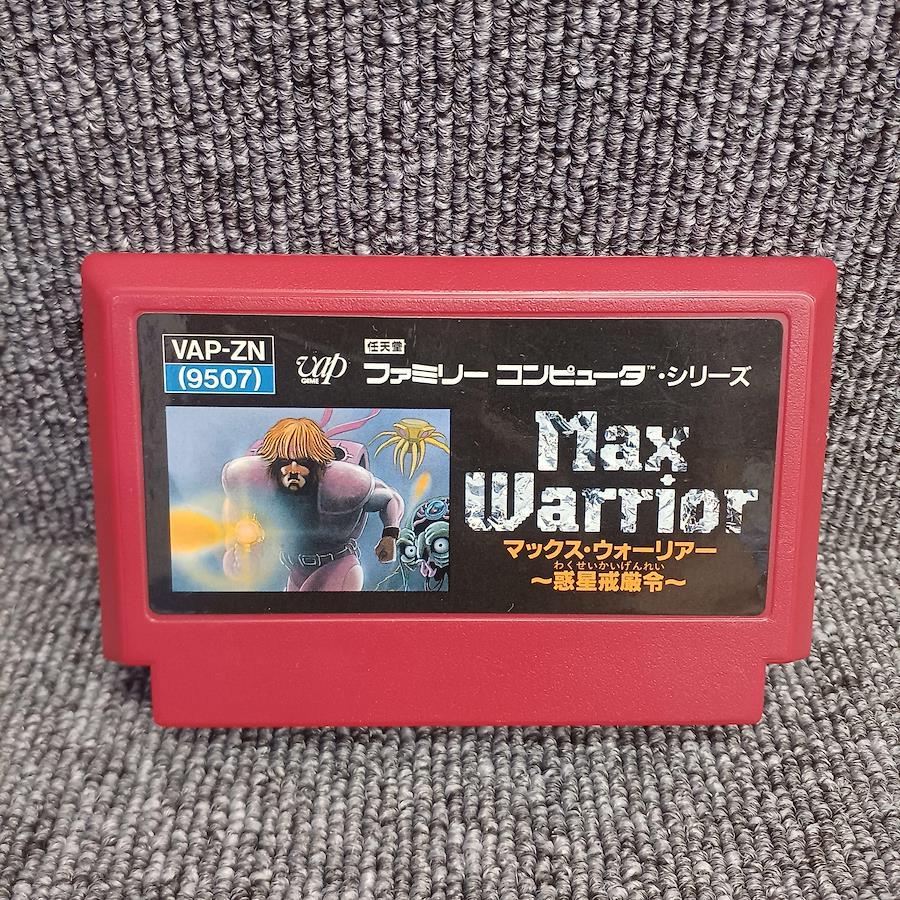 VAP-ZN
(9507)
vap
GAME
任天堂
ファミリー コンピュータ™・シリーズ
Max
Warrior
マックス・ウォーリアー
わくせいかいげんれい
〜惑星戒厳令〜